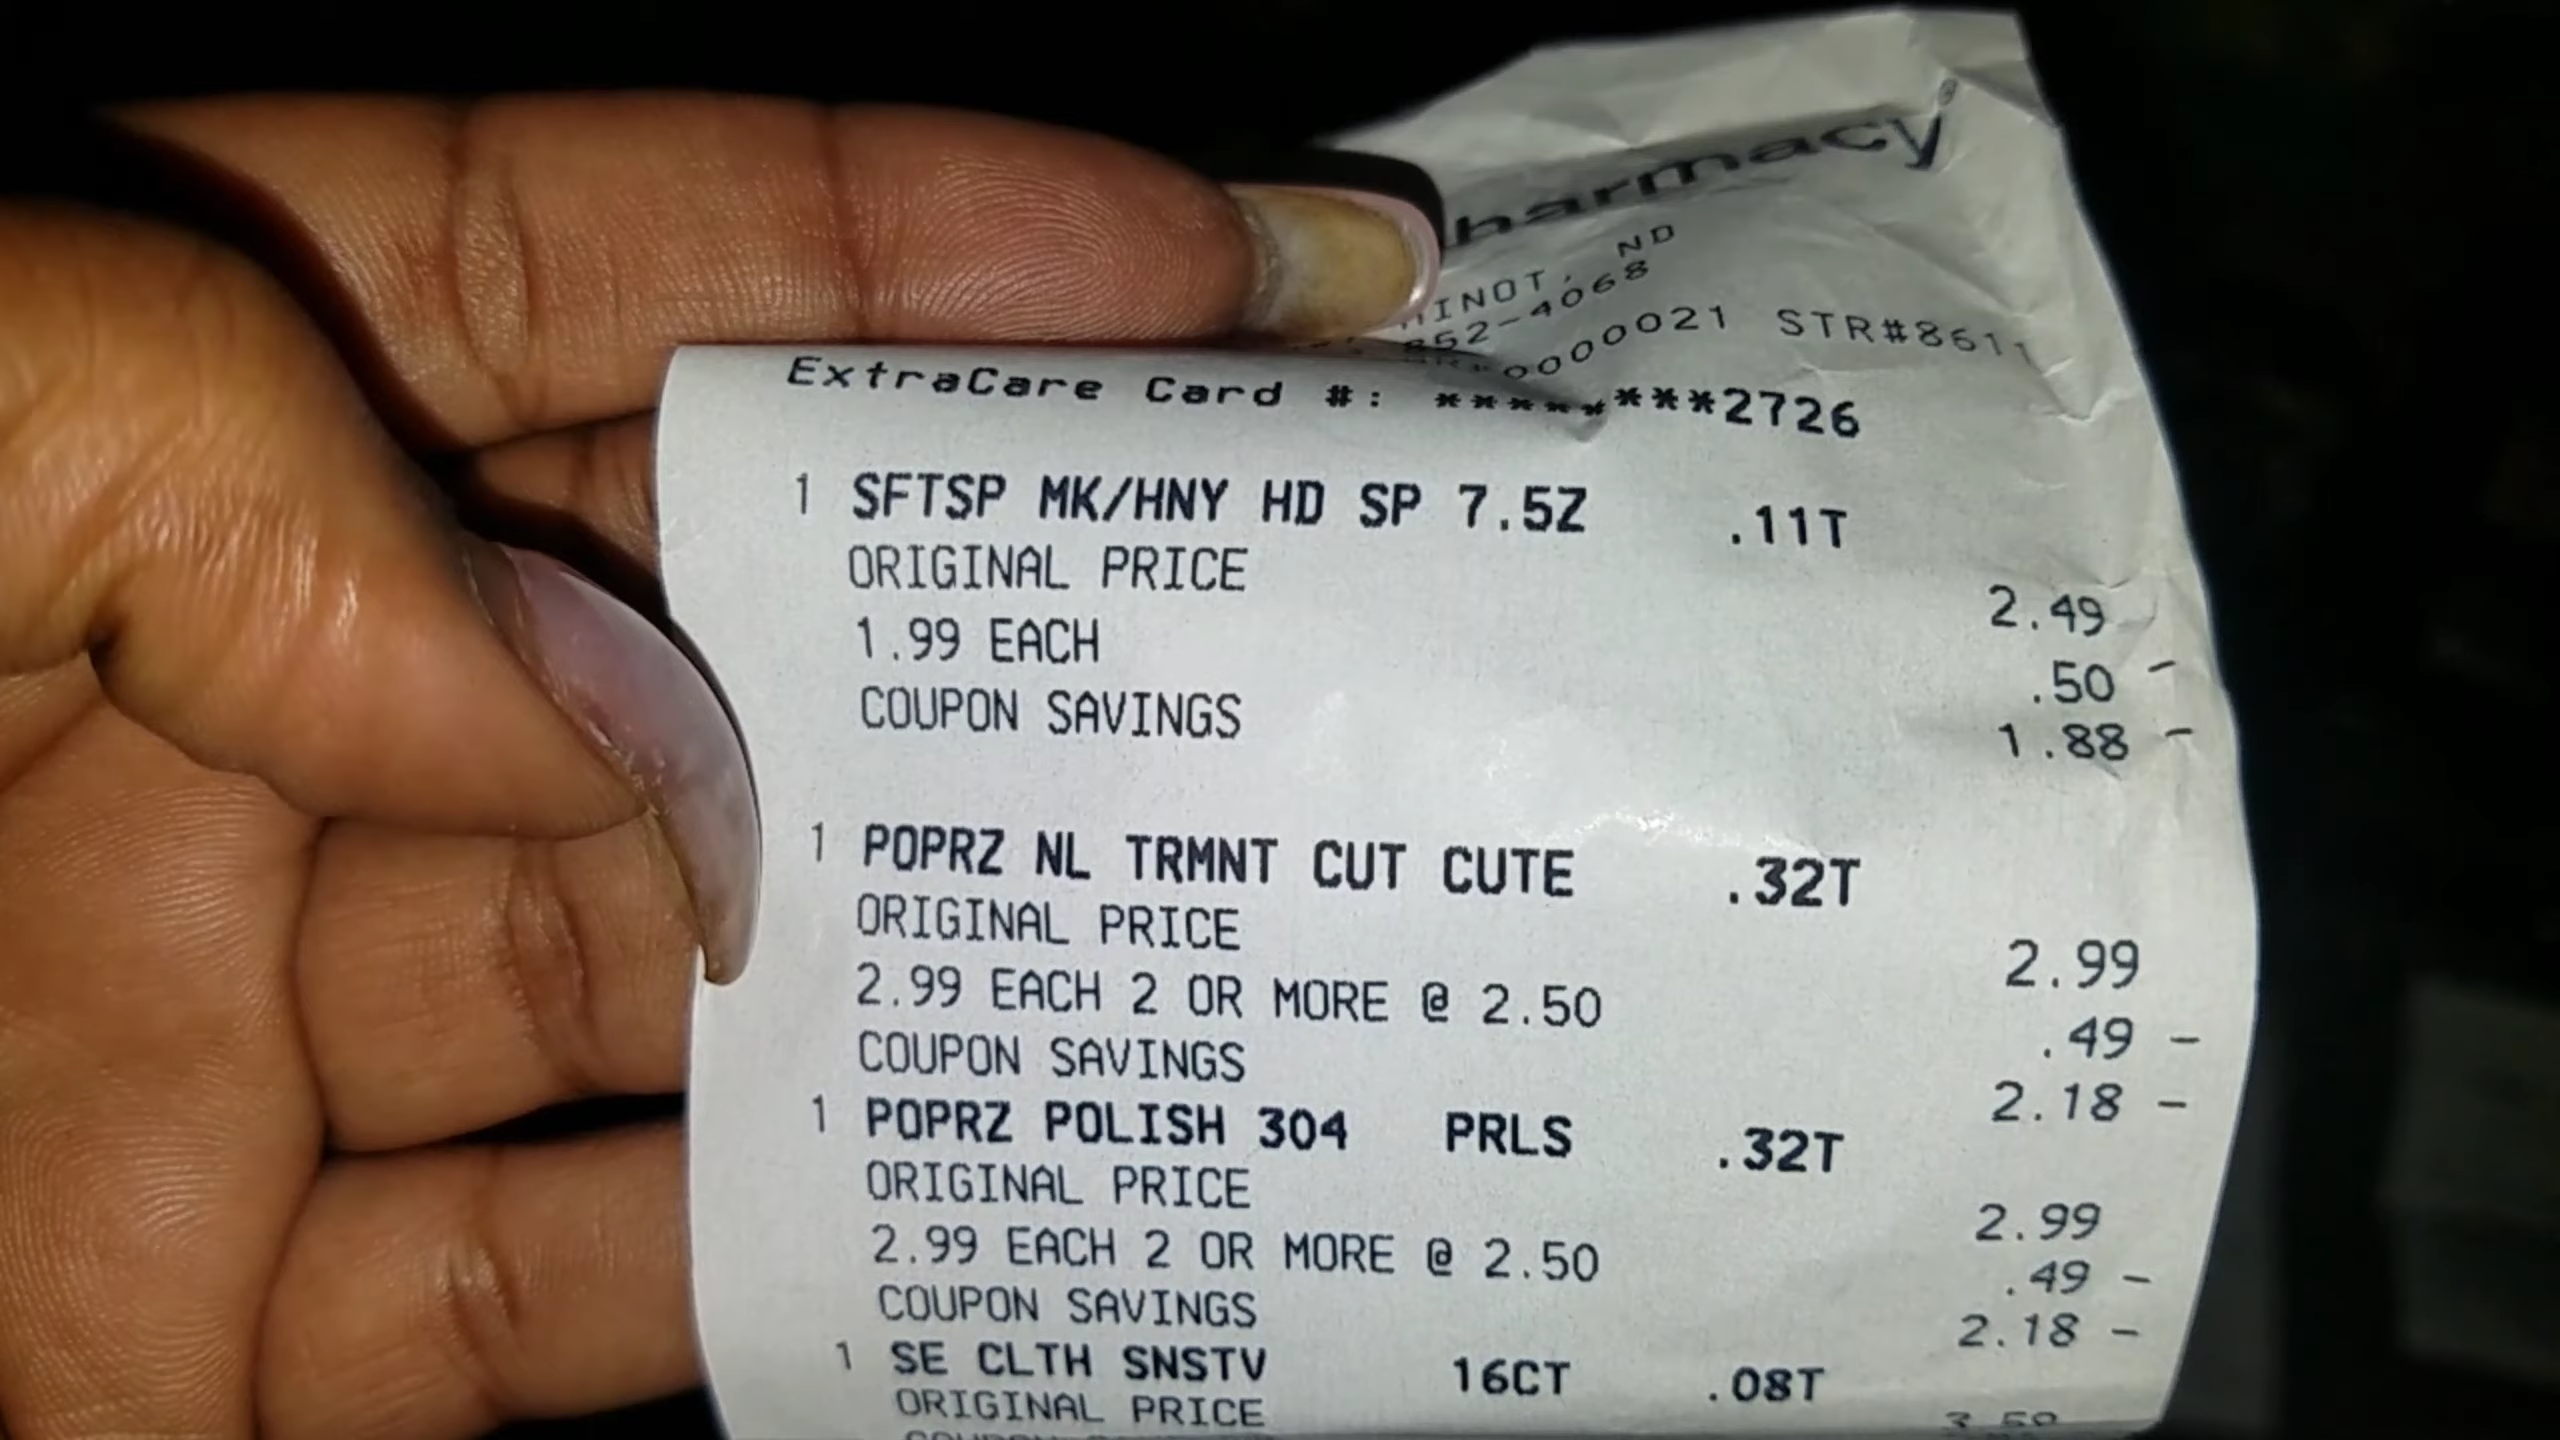 harmacy®
INOT, ND
852-4068
0000021 STR#8611
ExtraCare Card #: ********2726
1 SFTSP MK/HNY HD SP 7.5Z .11T
ORIGINAL PRICE 2.49
1.99 EACH .50 -
COUPON SAVINGS 1.88 -
1 POPRZ NL TRMNT CUT CUTE .32T
ORIGINAL PRICE 2.99
2.99 EACH 2 OR MORE @ 2.50 .49 -
COUPON SAVINGS 2.18 -
1 POPRZ POLISH 304 PRLS .32T
ORIGINAL PRICE 2.99
2.99 EACH 2 OR MORE @ 2.50 .49 -
COUPON SAVINGS 2.18 -
1 SE CLTH SNSTV 16CT .08T
ORIGINAL PRICE